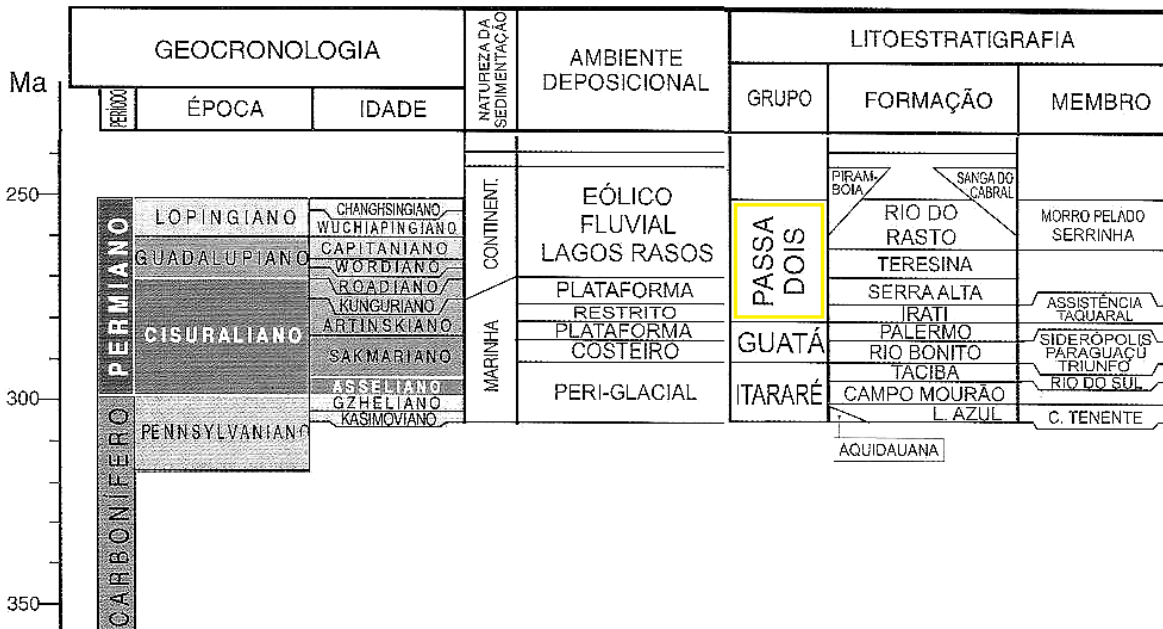 GEOCRONOLOGIA
NATUREZA DA
SEDIMENTAÇÃO
AMBIENTE
DEPOSICIONAL
LITOESTRATIGRAFIA
Ma
PERÍODO
ÉPOCA
IDADE
GRUPO
FORMAÇÃO
MEMBRO
250
300
350
PERMIANO
CARBONÍFERO
LOPINGIANO
GUADALUPIANO
CISURALIANO
PENNSYLVANIANO
CHANGHSINGIANO
WUCHIAPINGIANO
CAPITANIANO
WORDIANO
ROADIANO
KUNGURIANO
ARTINSKIANO
SAKMARIANO
ASSELIANO
GZHELIANO
KASIMOVIANO
CONTINENT.
MARINHA
EÓLICO
FLUVIAL
LAGOS RASOS
PLATAFORMA
RESTRITO
PLATAFORMA
COSTEIRO
PERI-GLACIAL
PASSA
DOIS
GUATÁ
ITARARÉ
PIRAM-
BOIA
SANGA DO
CABRAL
RIO DO
RASTO
TERESINA
SERRA ALTA
IRATI
PALERMO
RIO BONITO
TACIBA
CAMPO MOURÃO
L. AZUL
AQUIDAUANA
MORRO PELADO
SERRINHA
ASSISTÊNCIA
TAQUARAL
SIDERÓPOLIS
PARAGUAÇU
TRIUNFO
RIO DO SUL
C. TENENTE